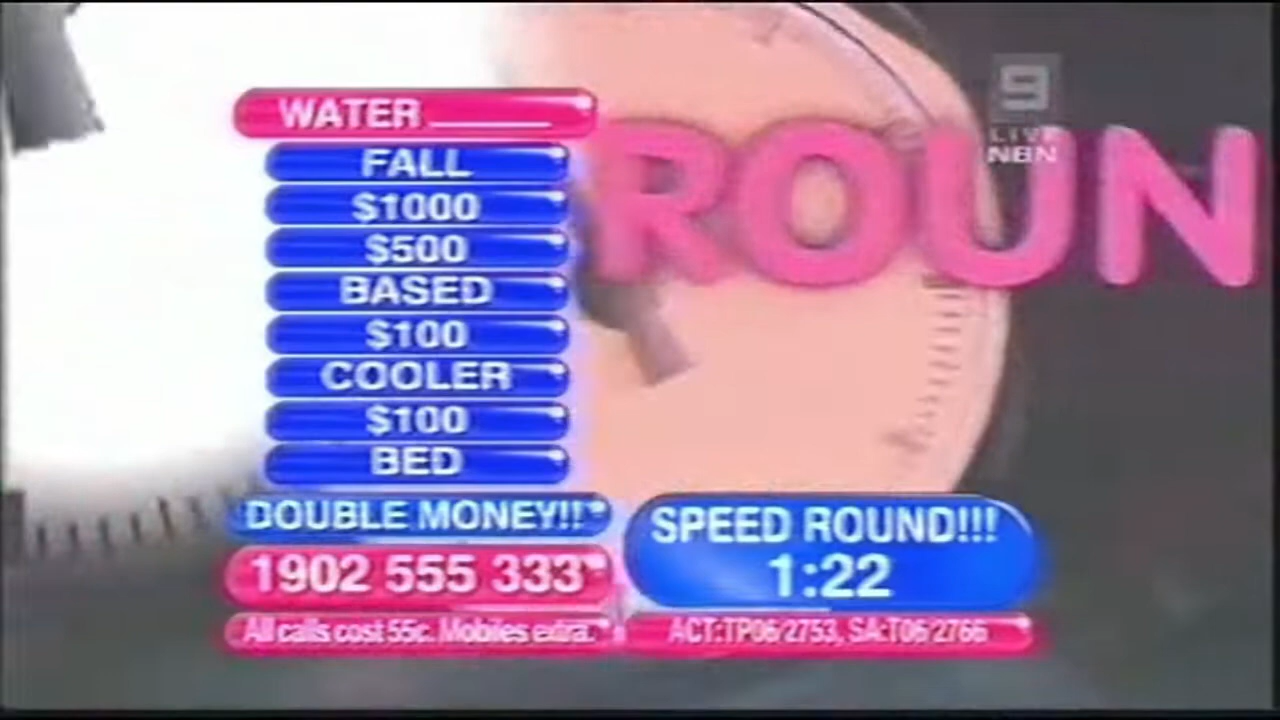 9
LIVE
NBN
ROUN
WATER ______
FALL
$1000
$500
BASED
$100
COOLER
$100
BED
DOUBLE MONEY!!*
1902 555 333*
All calls cost 55c. Mobiles extra.*
SPEED ROUND!!!
1:22
ACT:TP06/2753, SA:T06/2766